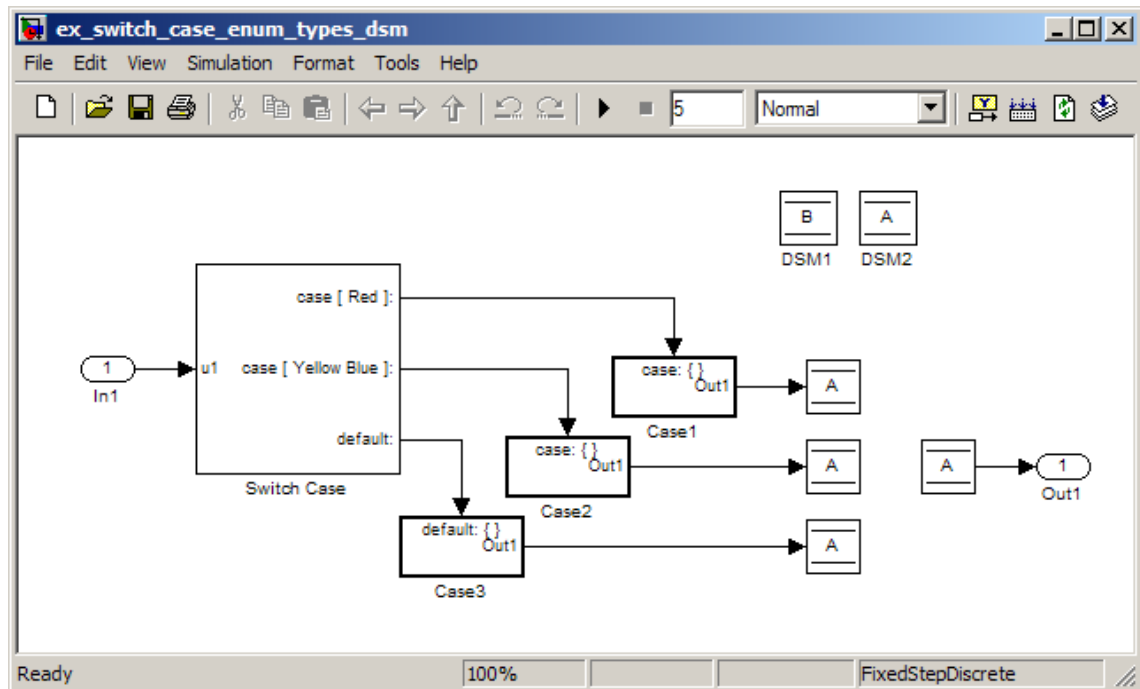 ex_switch_case_enum_types_dsm
File Edit View Simulation Format Tools Help
5 Normal
B A
DSM1 DSM2
case [ Red ]:
1 u1 case [ Yellow Blue ]:
In1
case: { }
Out1
A
Case1
default:
case: { }
Out1
A A 1
Switch Case
Out1
Case2
default: { }
Out1
A
Case3
Ready 100% FixedStepDiscrete